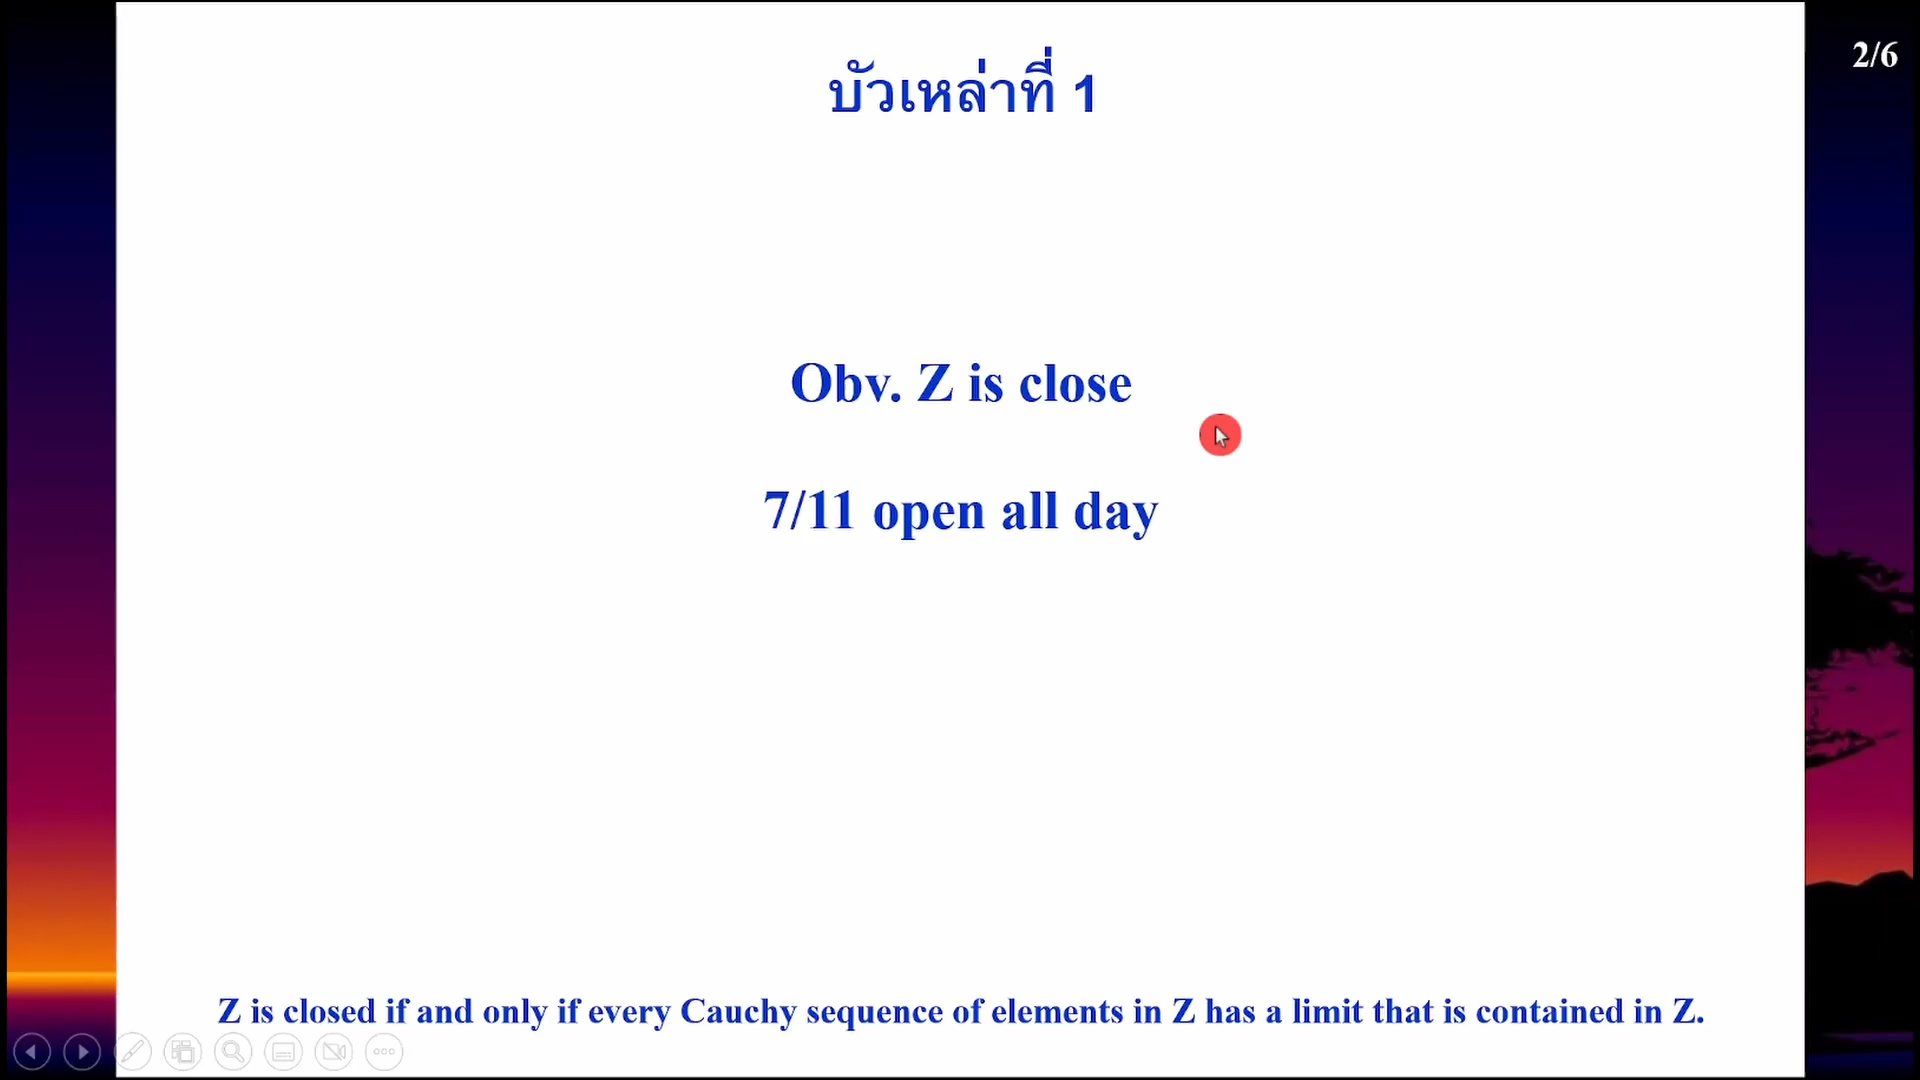 บัวเหล่าที่ 1
2/6
Obv. Z is close
7/11 open all day
Z is closed if and only if every Cauchy sequence of elements in Z has a limit that is contained in Z.